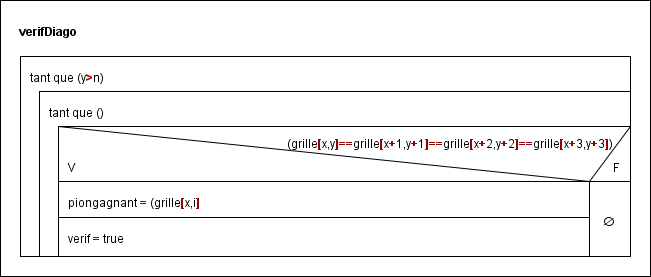 verifDiago
tant que (y>n)
tant que ()
(grille[x,y]==grille[x+1,y+1]==grille[x+2,y+2]==grille[x+3,y+3])
V F
piongagnant = (grille[x,i]
∅
verif = true